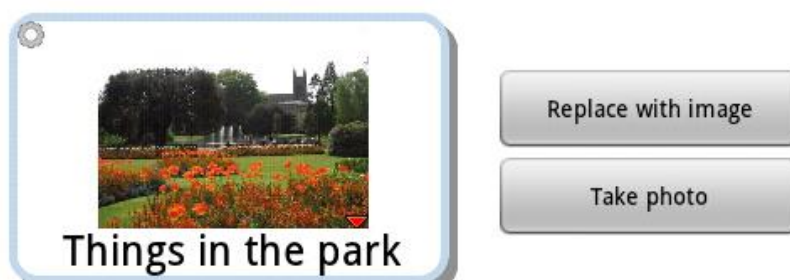 Things in the park
Replace with image
Take photo